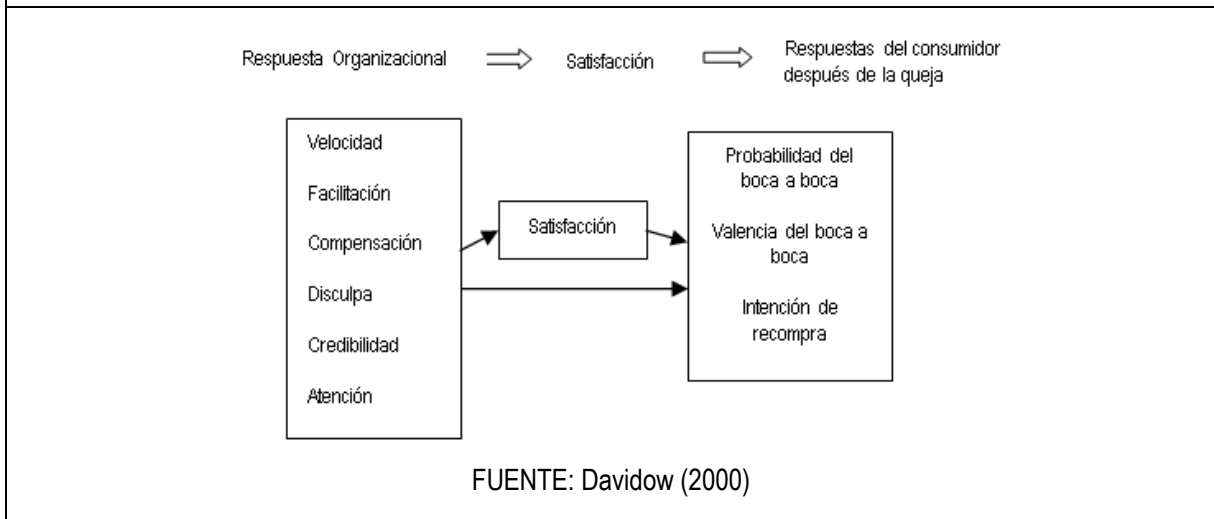 Respuesta Organizacional
Satisfacción
Respuestas del consumidor
después de la queja
Velocidad
Facilitación
Compensación
Disculpa
Credibilidad
Atención
Satisfacción
Probabilidad del
boca a boca
Valencia del boca a
boca
Intención de
recompra
FUENTE: Davidow (2000)